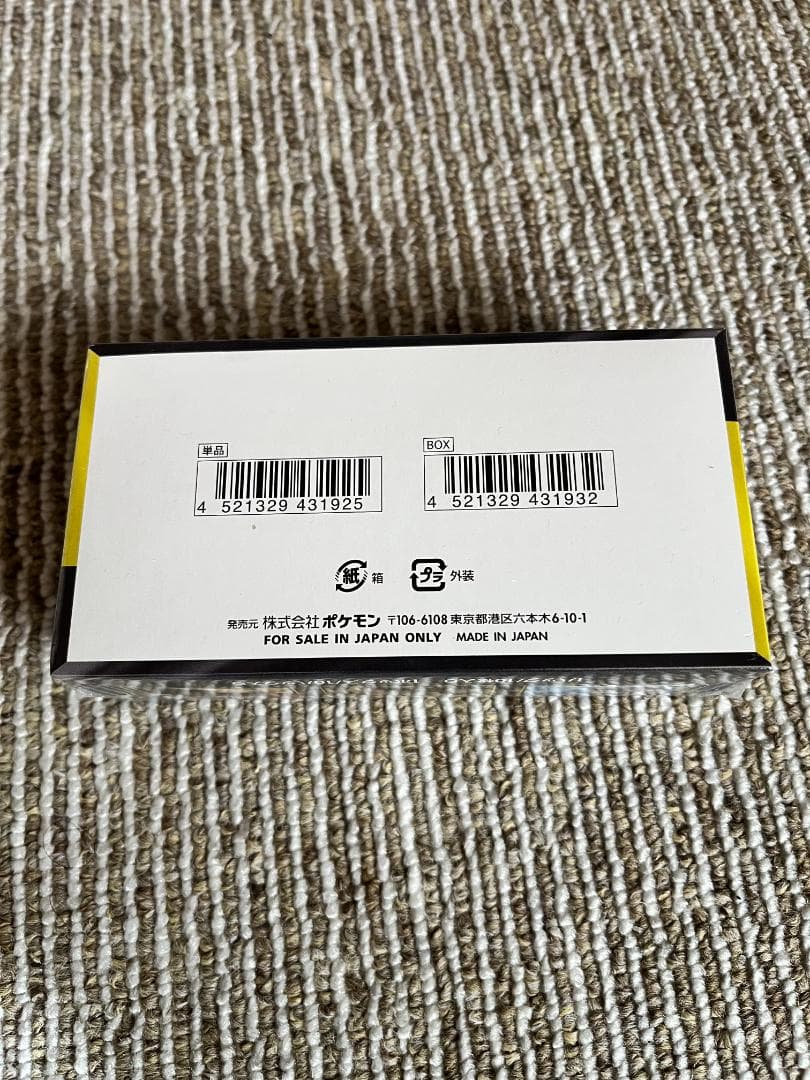 単品
4 521329 431925
BOX
4 521329 431932
紙 箱
プラ 外装
発売元 株式会社 ポケモン 〒106-6108 東京都港区六本木6-10-1
FOR SALE IN JAPAN ONLY MADE IN JAPAN